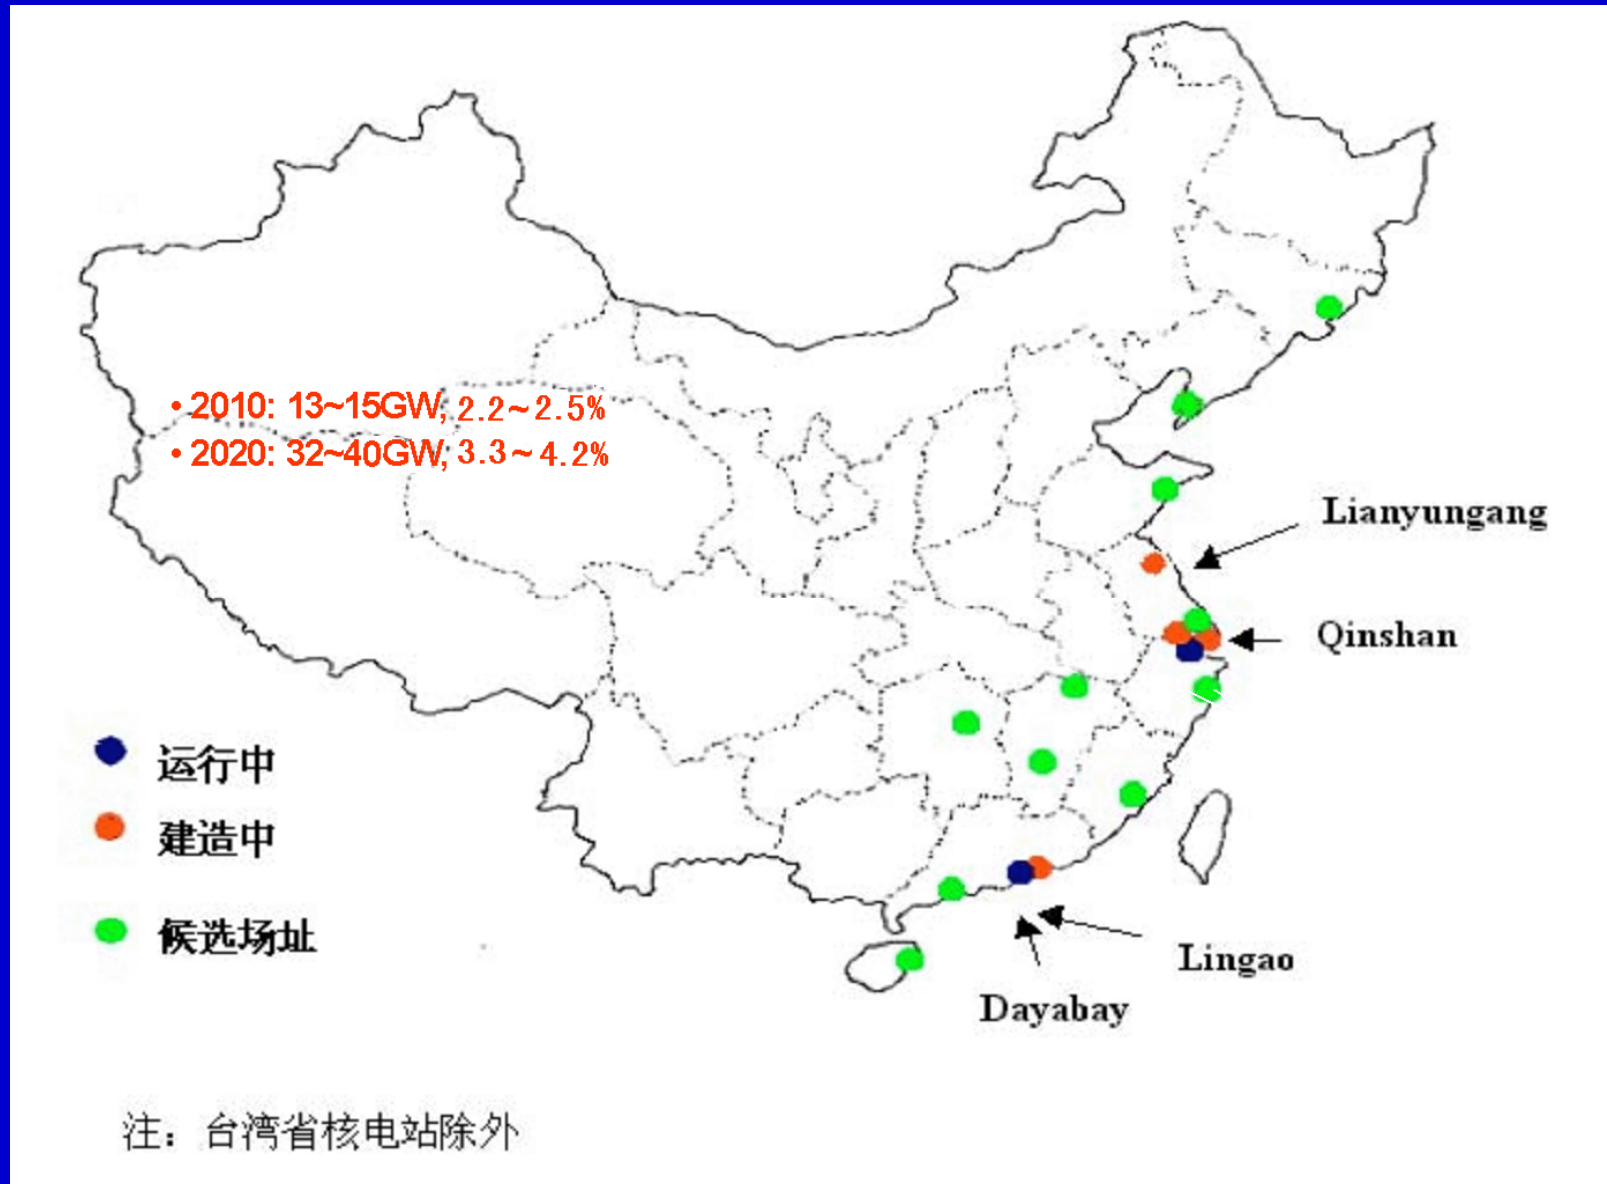 • 2010: 13~15GW; 2.2~2.5%
• 2020: 32~40GW; 3.3~4.2%
Lianyungang
Qinshan
运行中
建造中
候选场址
Lingao
Dayabay
注：台湾省核电站除外